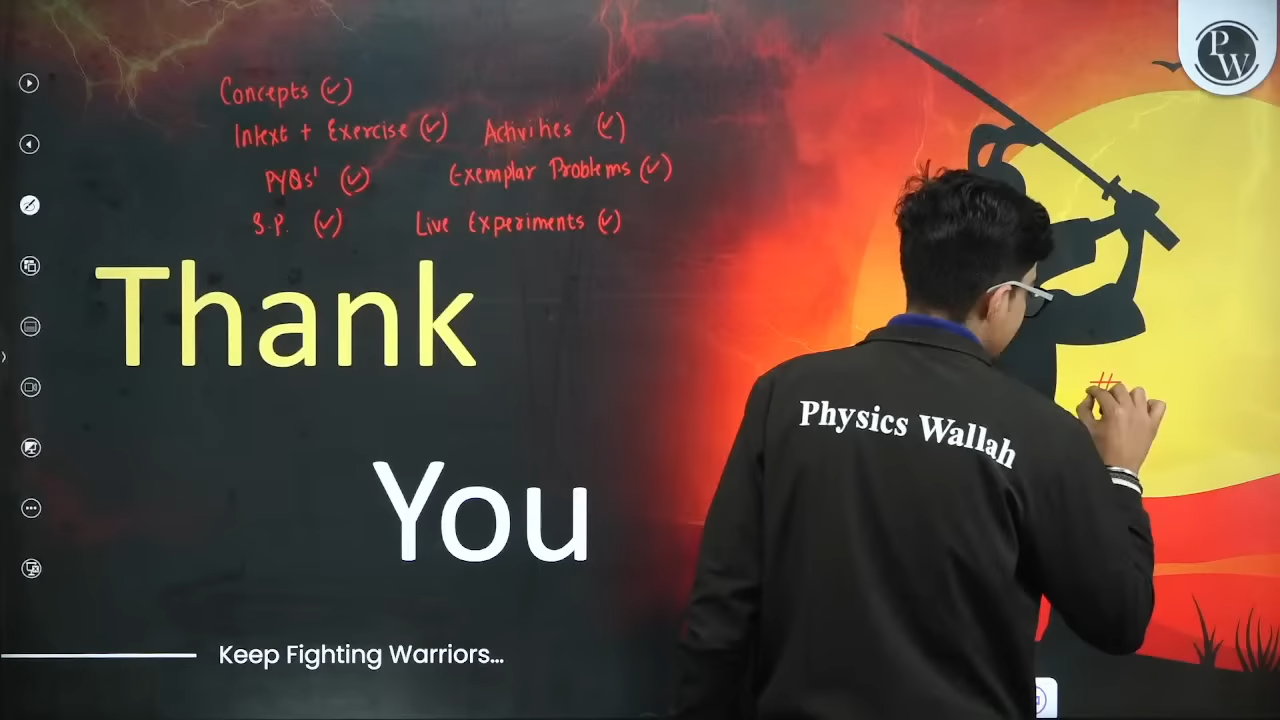 PW
Concepts (✓)
Intext + Exercise (✓) Activities (✓)
PYQs' (✓) Exemplar Problems (✓)
S.P. (✓) Live Experiments (✓)
Thank
You
Physics Wallah
#
Keep Fighting Warriors...